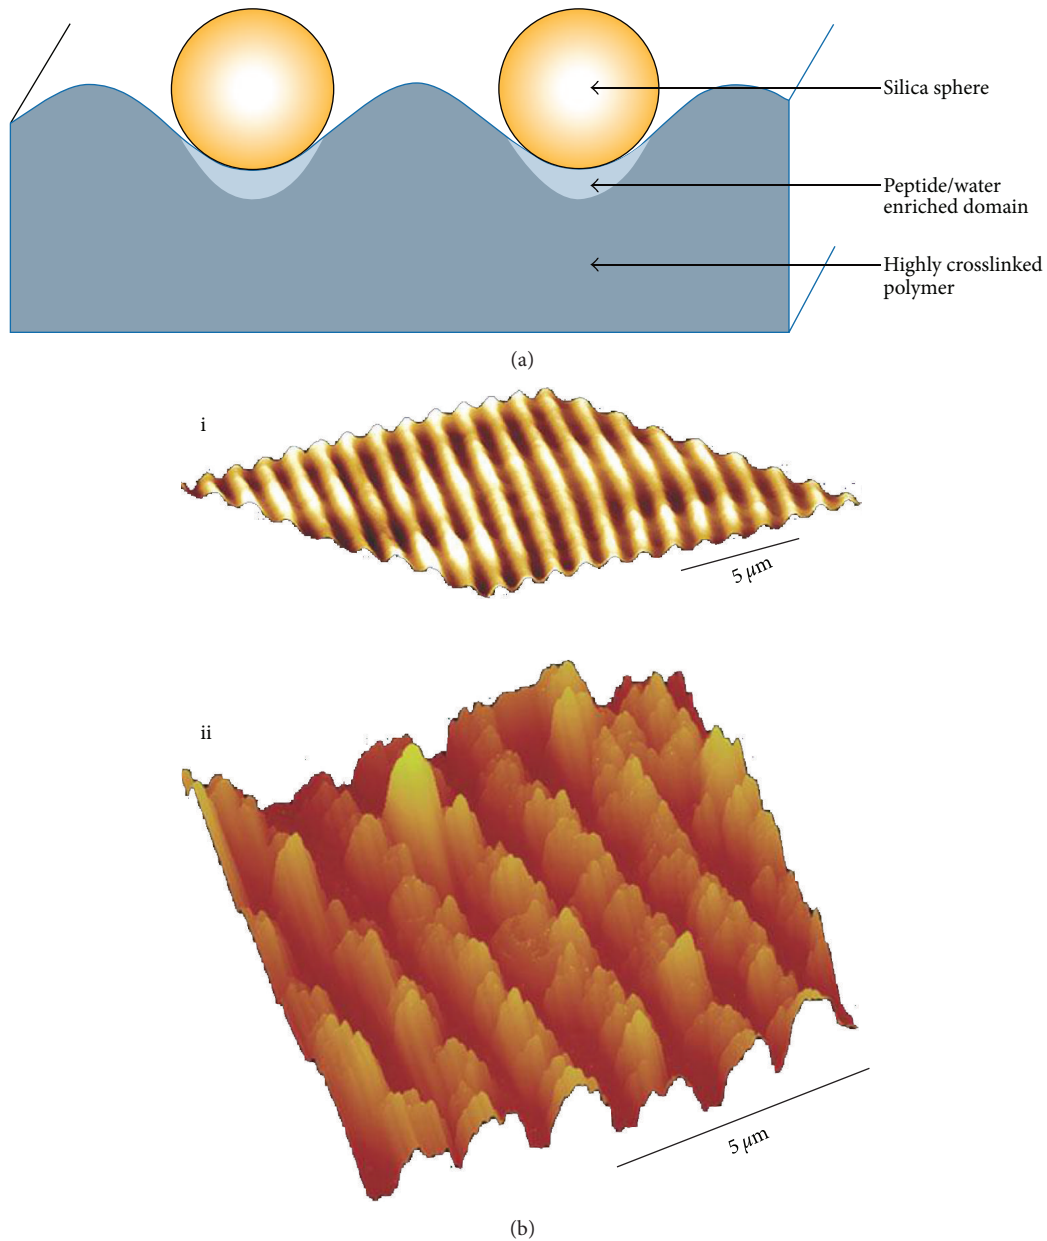 Silica sphere
Peptide/water
enriched domain
Highly crosslinked
polymer
(a)
i
5 μm
ii
5 μm
(b)